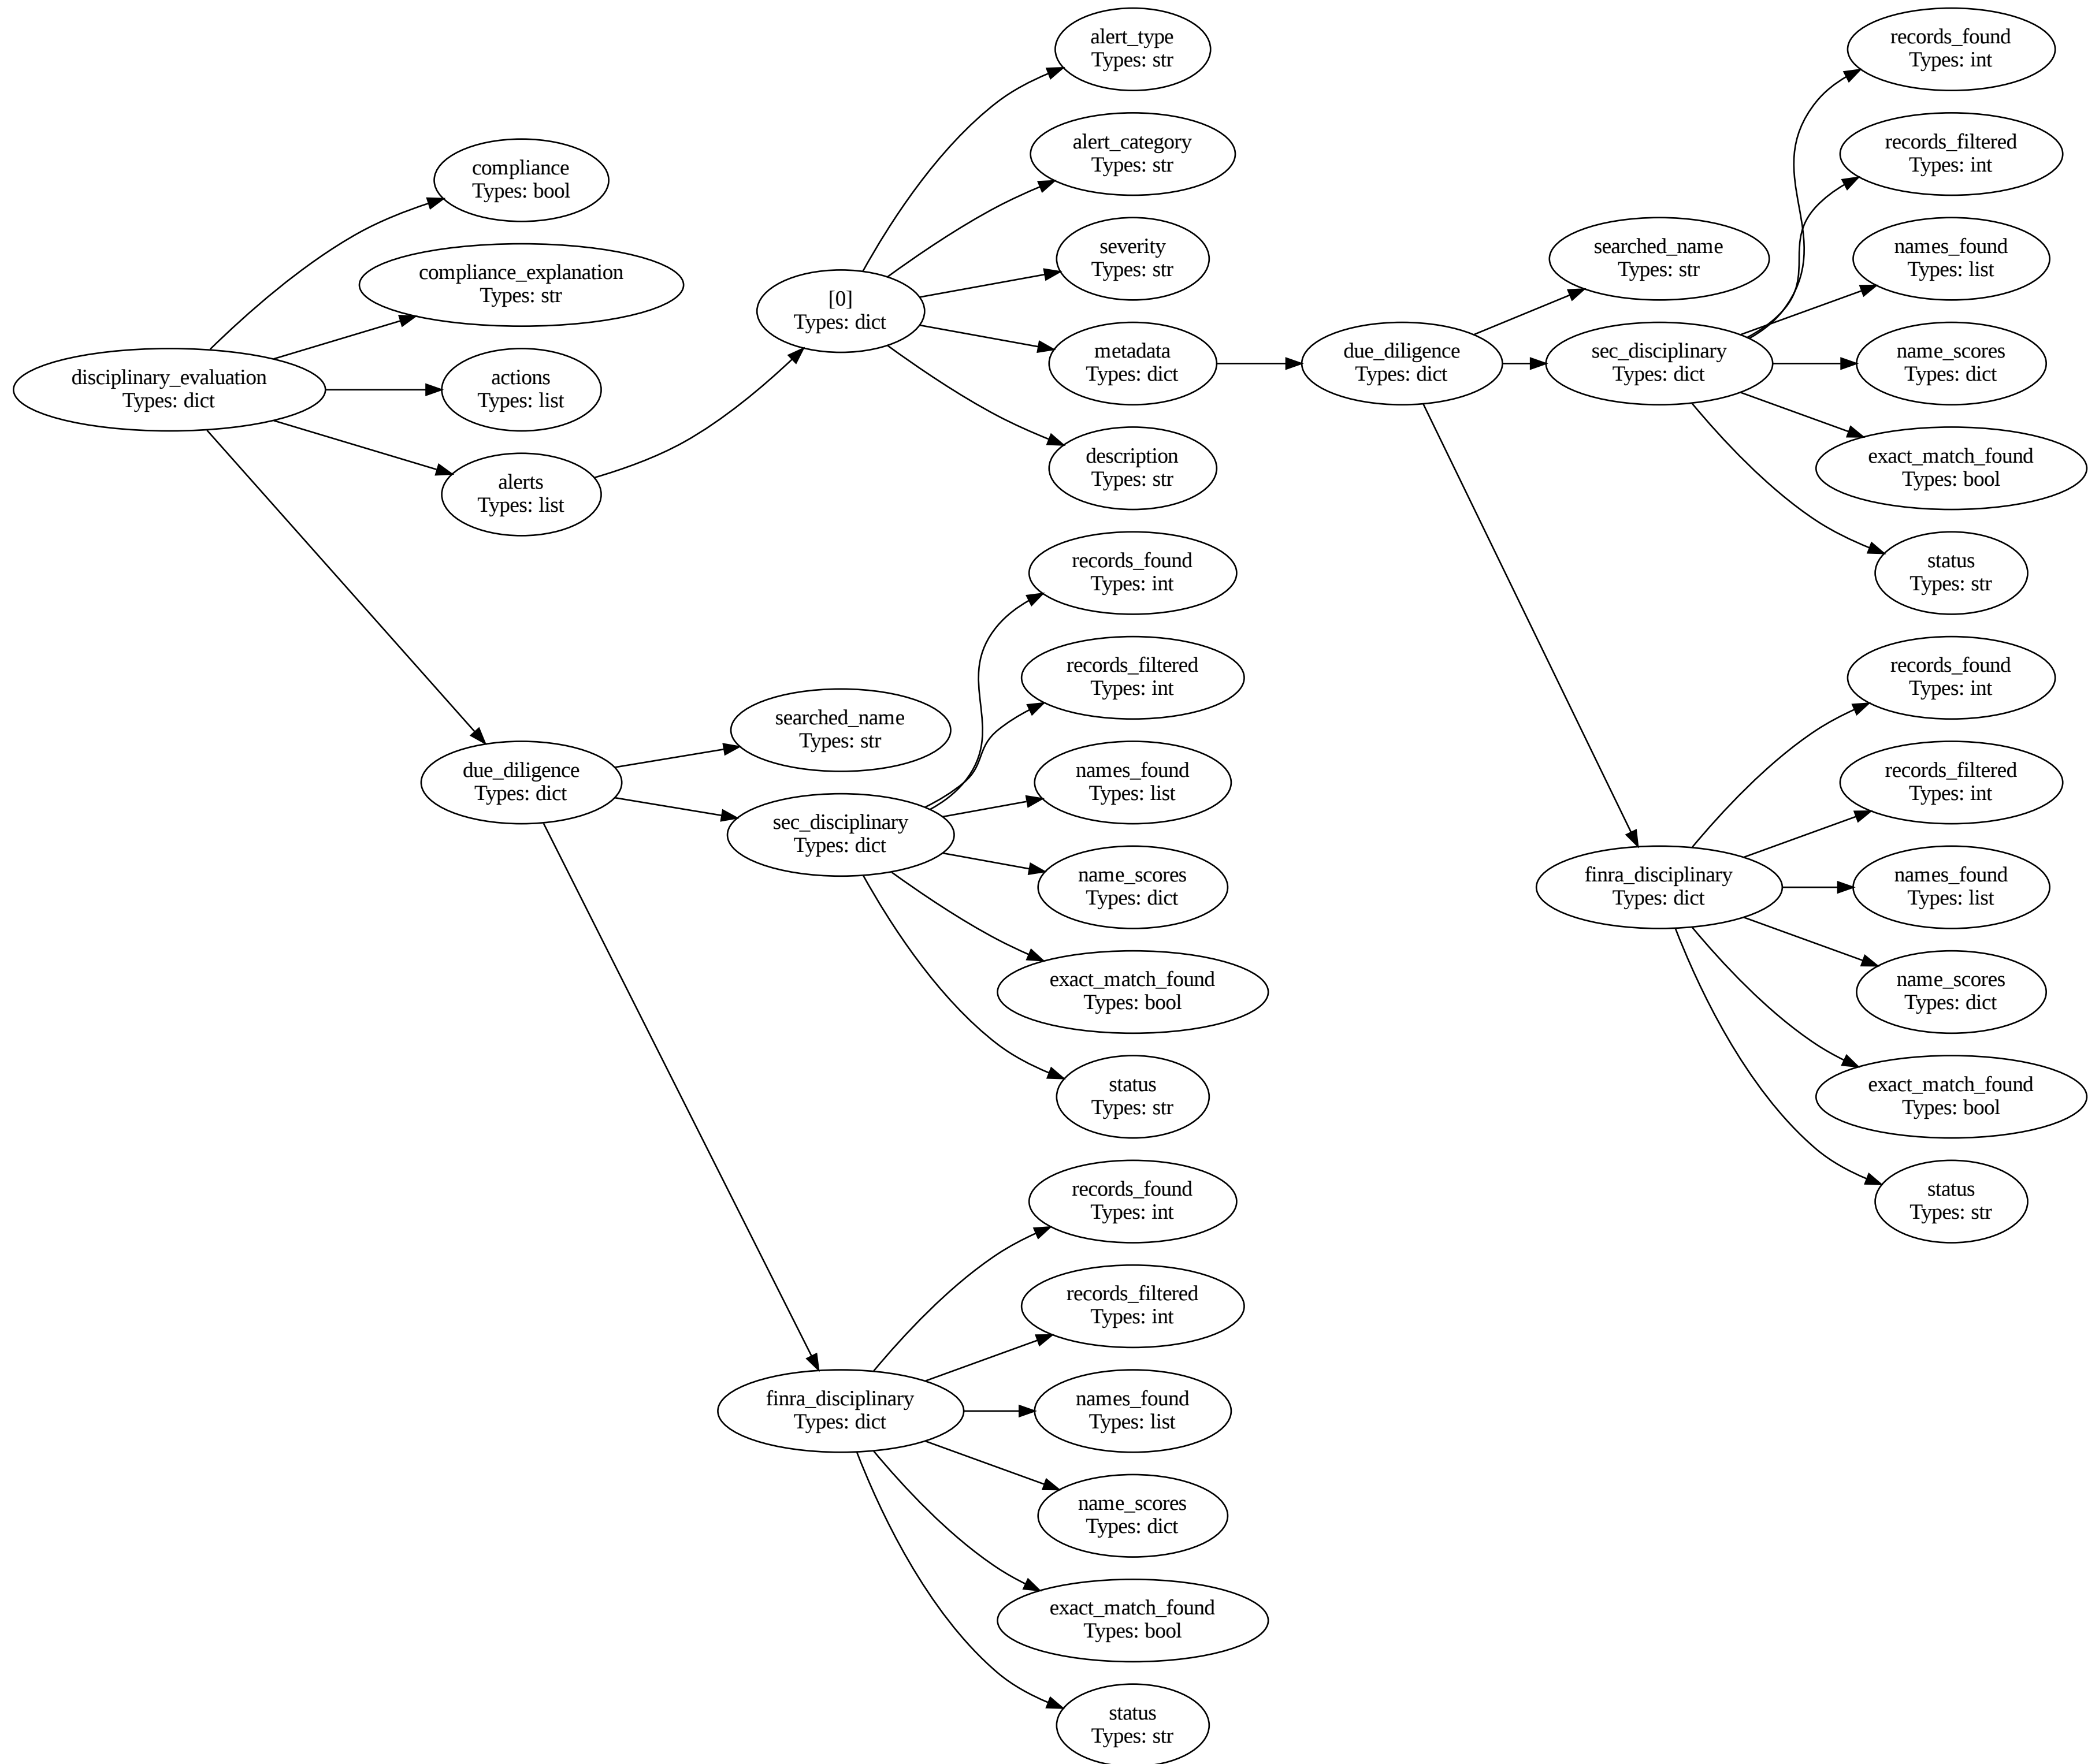 disciplinary_evaluation
Types: dict
compliance
Types: bool
compliance_explanation
Types: str
actions
Types: list
alerts
Types: list
[0]
Types: dict
alert_type
Types: str
alert_category
Types: str
severity
Types: str
metadata
Types: dict
description
Types: str
due_diligence
Types: dict
searched_name
Types: str
sec_disciplinary
Types: dict
records_found
Types: int
records_filtered
Types: int
names_found
Types: list
name_scores
Types: dict
exact_match_found
Types: bool
status
Types: str
finra_disciplinary
Types: dict
records_found
Types: int
records_filtered
Types: int
names_found
Types: list
name_scores
Types: dict
exact_match_found
Types: bool
status
Types: str
due_diligence
Types: dict
searched_name
Types: str
sec_disciplinary
Types: dict
records_found
Types: int
records_filtered
Types: int
names_found
Types: list
name_scores
Types: dict
exact_match_found
Types: bool
status
Types: str
finra_disciplinary
Types: dict
records_found
Types: int
records_filtered
Types: int
names_found
Types: list
name_scores
Types: dict
exact_match_found
Types: bool
status
Types: str